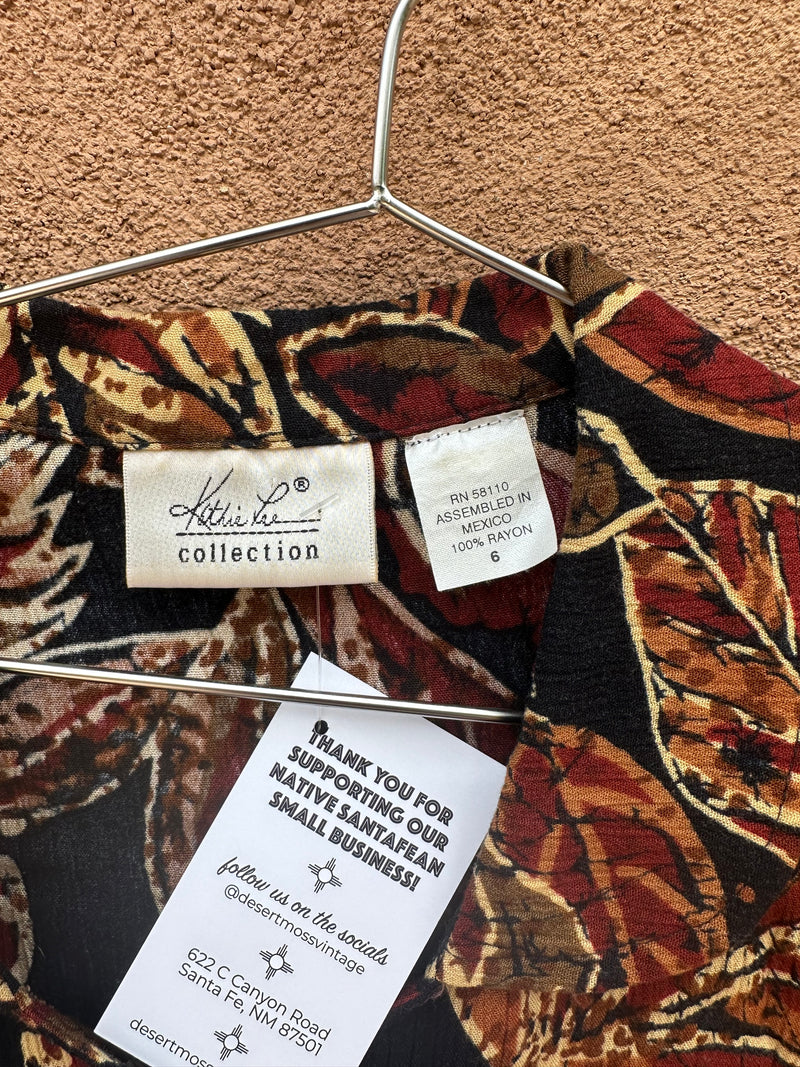 Kathie Lee ®
collection
RN 58110
ASSEMBLED IN
MEXICO
100% RAYON
6
THANK YOU FOR
SUPPORTING OUR
NATIVE SANTAFEAN
SMALL BUSINESS!
follow us on the socials
@desertmossvintage
622 C Canyon Road
Santa Fe, NM 87501